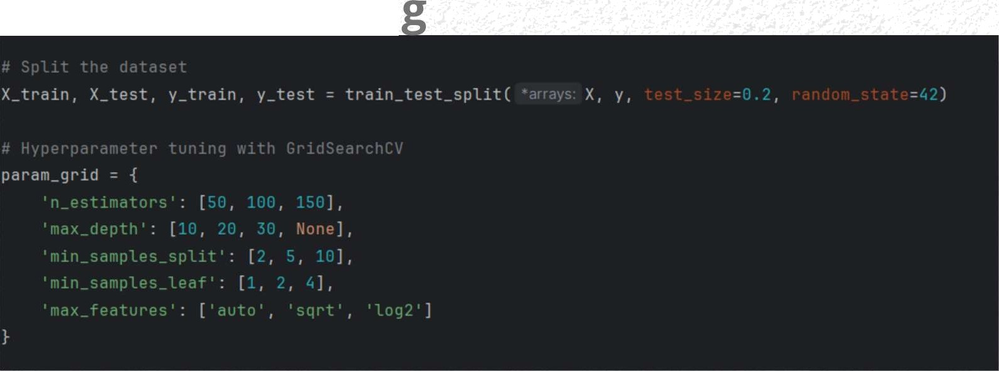 g
# Split the dataset
X_train, X_test, y_train, y_test = train_test_split( *arrays: X, y, test_size=0.2, random_state=42)
# Hyperparameter tuning with GridSearchCV
param_grid = {
    'n_estimators': [50, 100, 150],
    'max_depth': [10, 20, 30, None],
    'min_samples_split': [2, 5, 10],
    'min_samples_leaf': [1, 2, 4],
    'max_features': ['auto', 'sqrt', 'log2']
}